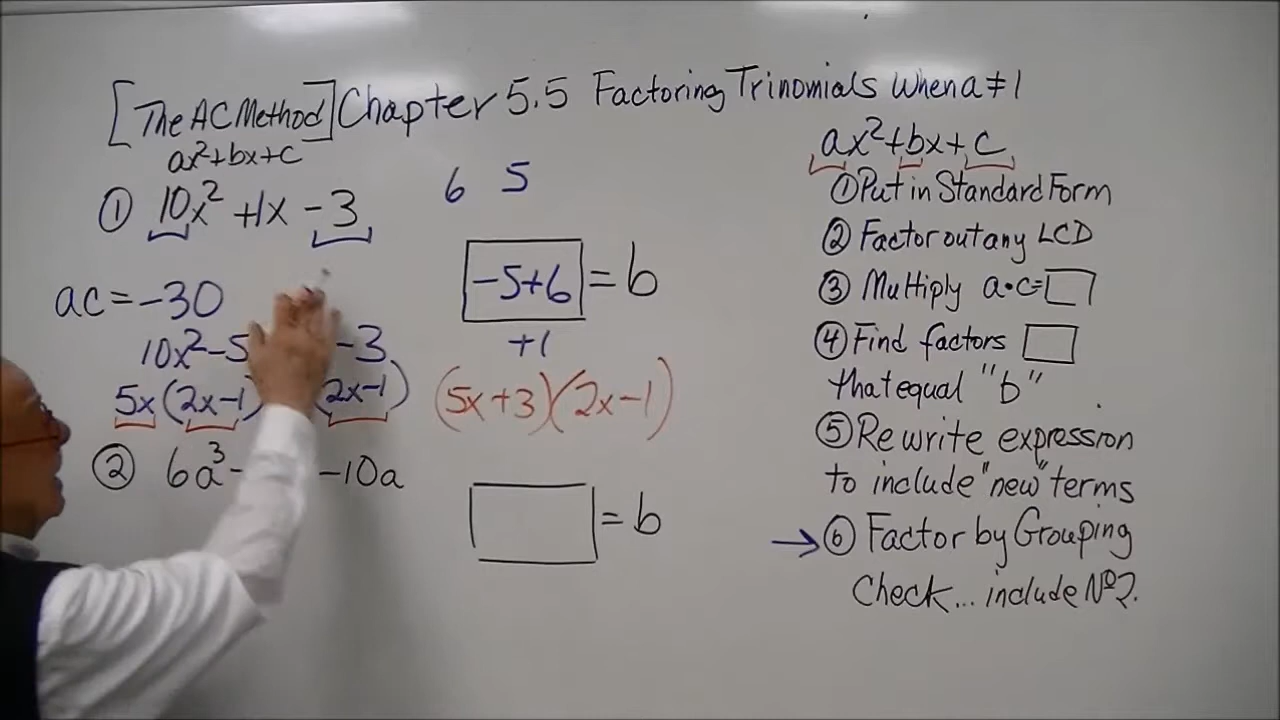 [The AC Method] Chapter 5.5 Factoring Trinomials When a ≠ 1
ax²+bx+c
① 10x² +1x -3
ac = -30
10x² -5 -3
5x (2x-1) (2x-1)
② 6a³ - -10a
6 5
-5+6 = b
+1
(5x+3)(2x-1)
= b
ax²+bx+c
① Put in Standard Form
② Factor out any LCD
③ Multiply a•c=
④ Find factors
that equal "b"
⑤ Rewrite expression
to include "new" terms
→ ⑥ Factor by Grouping
Check... include Nº2.